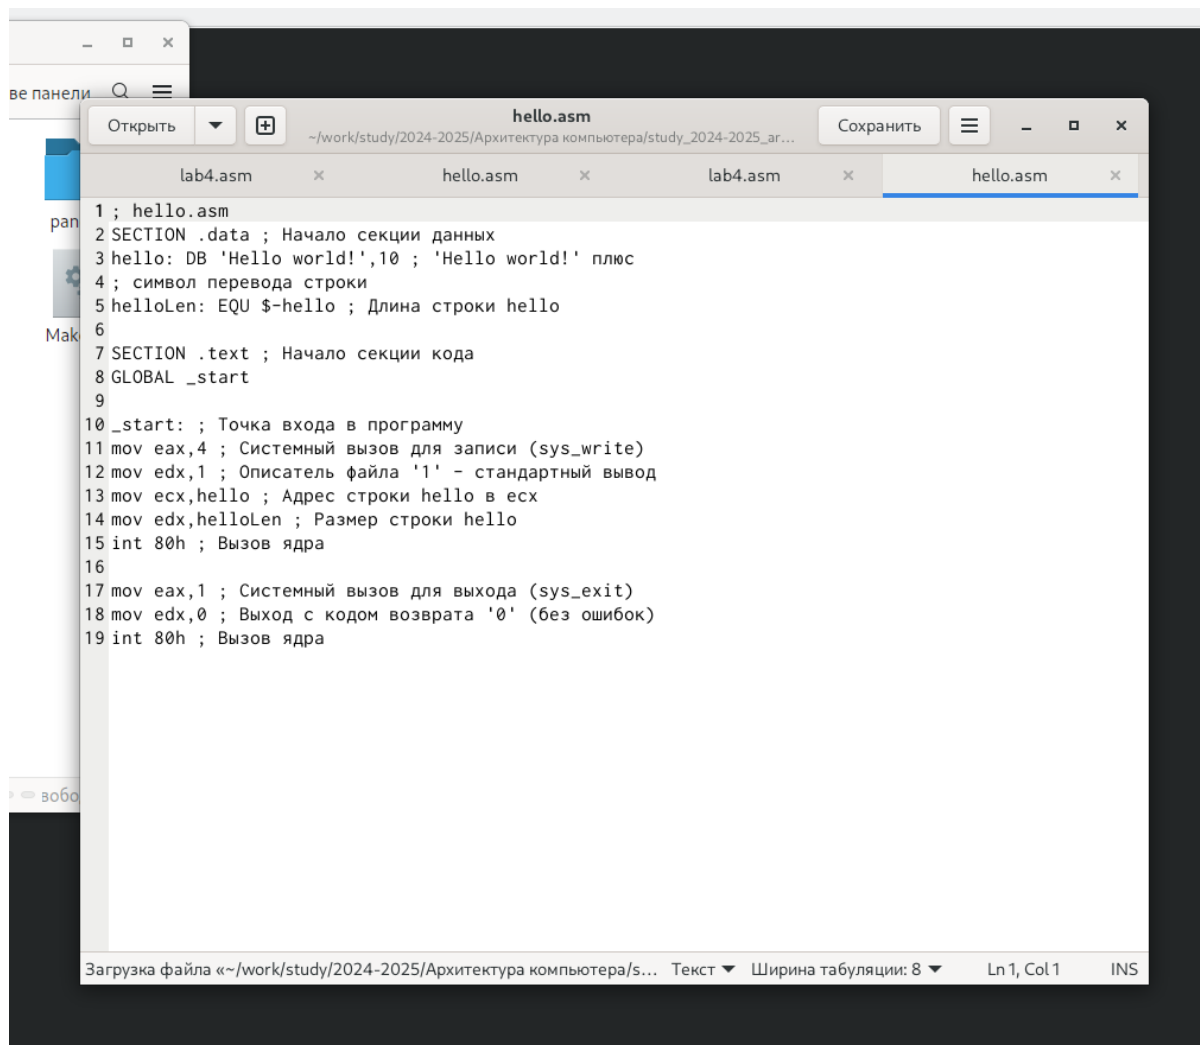 ве панели
Открыть
hello.asm
~/work/study/2024-2025/Архитектура компьютера/study_2024-2025_ar...
Сохранить
lab4.asm
hello.asm
lab4.asm
hello.asm
pan
Mak
1 ; hello.asm
2 SECTION .data ; Начало секции данных
3 hello: DB 'Hello world!',10 ; 'Hello world!' плюс
4 ; символ перевода строки
5 helloLen: EQU $-hello ; Длина строки hello
6
7 SECTION .text ; Начало секции кода
8 GLOBAL _start
9
10 _start: ; Точка входа в программу
11 mov eax,4 ; Системный вызов для записи (sys_write)
12 mov edx,1 ; Описатель файла '1' - стандартный вывод
13 mov ecx,hello ; Адрес строки hello в ecx
14 mov edx,helloLen ; Размер строки hello
15 int 80h ; Вызов ядра
16
17 mov eax,1 ; Системный вызов для выхода (sys_exit)
18 mov edx,0 ; Выход с кодом возврата '0' (без ошибок)
19 int 80h ; Вызов ядра
вобо
Загрузка файла «~/work/study/2024-2025/Архитектура компьютера/s... Текст Ширина табуляции: 8 Ln 1, Col 1 INS